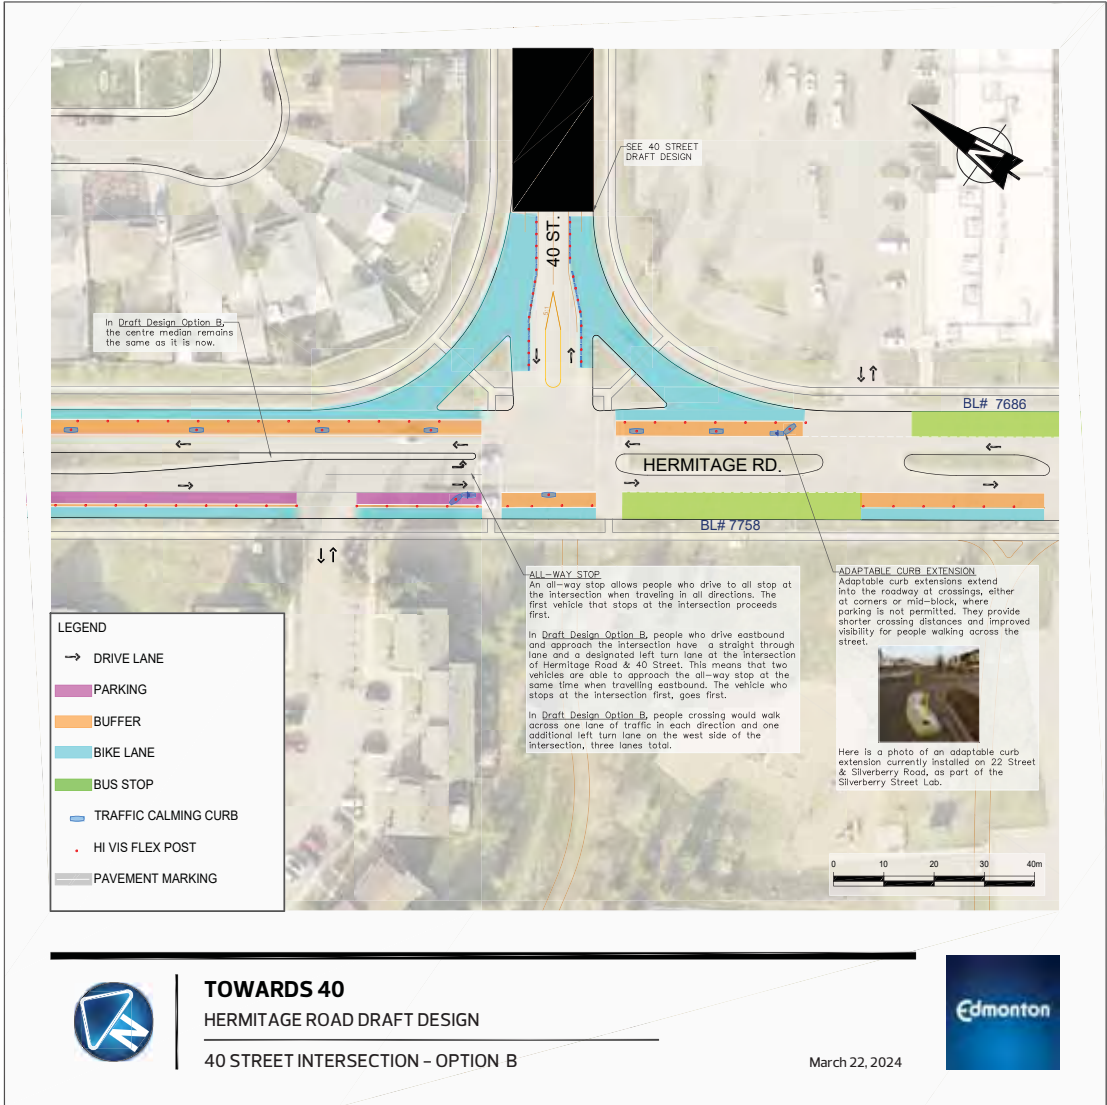 SEE 40 STREET
DRAFT DESIGN
N
40 ST.
In Draft Design Option B,
the centre median remains
the same as it is now.
BL# 7686
HERMITAGE RD.
BL# 7758
ALL-WAY STOP
An all-way stop allows people who drive to all stop at
the intersection when traveling in all directions. The
first vehicle that stops at the intersection proceeds
first.
In Draft Design Option B, people who drive eastbound
and approach the intersection have a straight through
lane and a designated left turn lane at the intersection
of Hermitage Road & 40 Street. This means that two
vehicles are able to approach the all-way stop at the
same time when travelling eastbound. The vehicle who
stops at the intersection first, goes first.
In Draft Design Option B, people crossing would walk
across one lane of traffic in each direction and one
additional left turn lane on the west side of the
intersection, three lanes total.
ADAPTABLE CURB EXTENSION
Adaptable curb extensions extend
into the roadway at crossings, either
at corners or mid-block, where
parking is not permitted. They provide
shorter crossing distances and improved
visibility for people walking across the
street.
Here is a photo of an adaptable curb
extension currently installed on 22 Street
& Silverberry Road, as part of the
Silverberry Street Lab.
LEGEND
DRIVE LANE
PARKING
BUFFER
BIKE LANE
BUS STOP
TRAFFIC CALMING CURB
HI VIS FLEX POST
PAVEMENT MARKING
0 10 20 30 40m
TOWARDS 40
HERMITAGE ROAD DRAFT DESIGN
40 STREET INTERSECTION – OPTION B
March 22, 2024
Edmonton